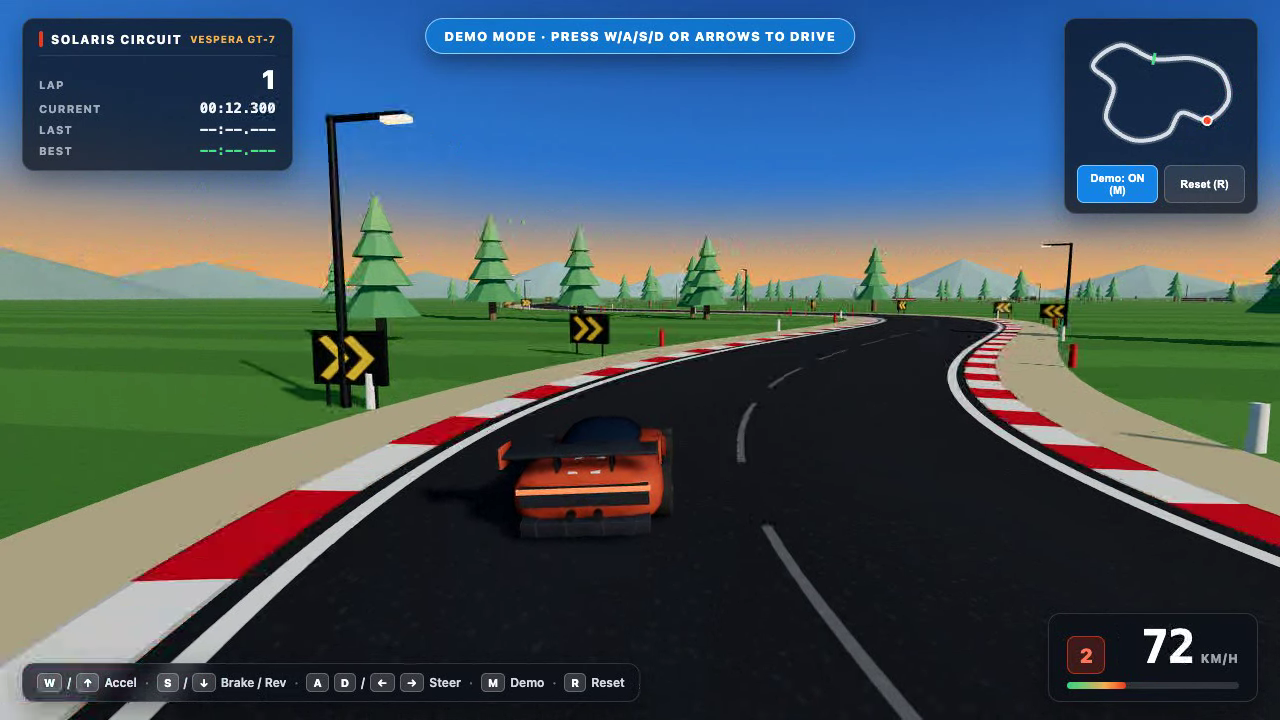 SOLARIS CIRCUIT VESPERA GT-7
LAP 1
CURRENT 00:12.300
LAST --:--.---
BEST --:--.---
DEMO MODE · PRESS W/A/S/D OR ARROWS TO DRIVE
Demo: ON
(M)
Reset (R)
W / ↑ Accel · S / ↓ Brake / Rev · A D / ← → Steer · M Demo · R Reset
2 72 KM/H